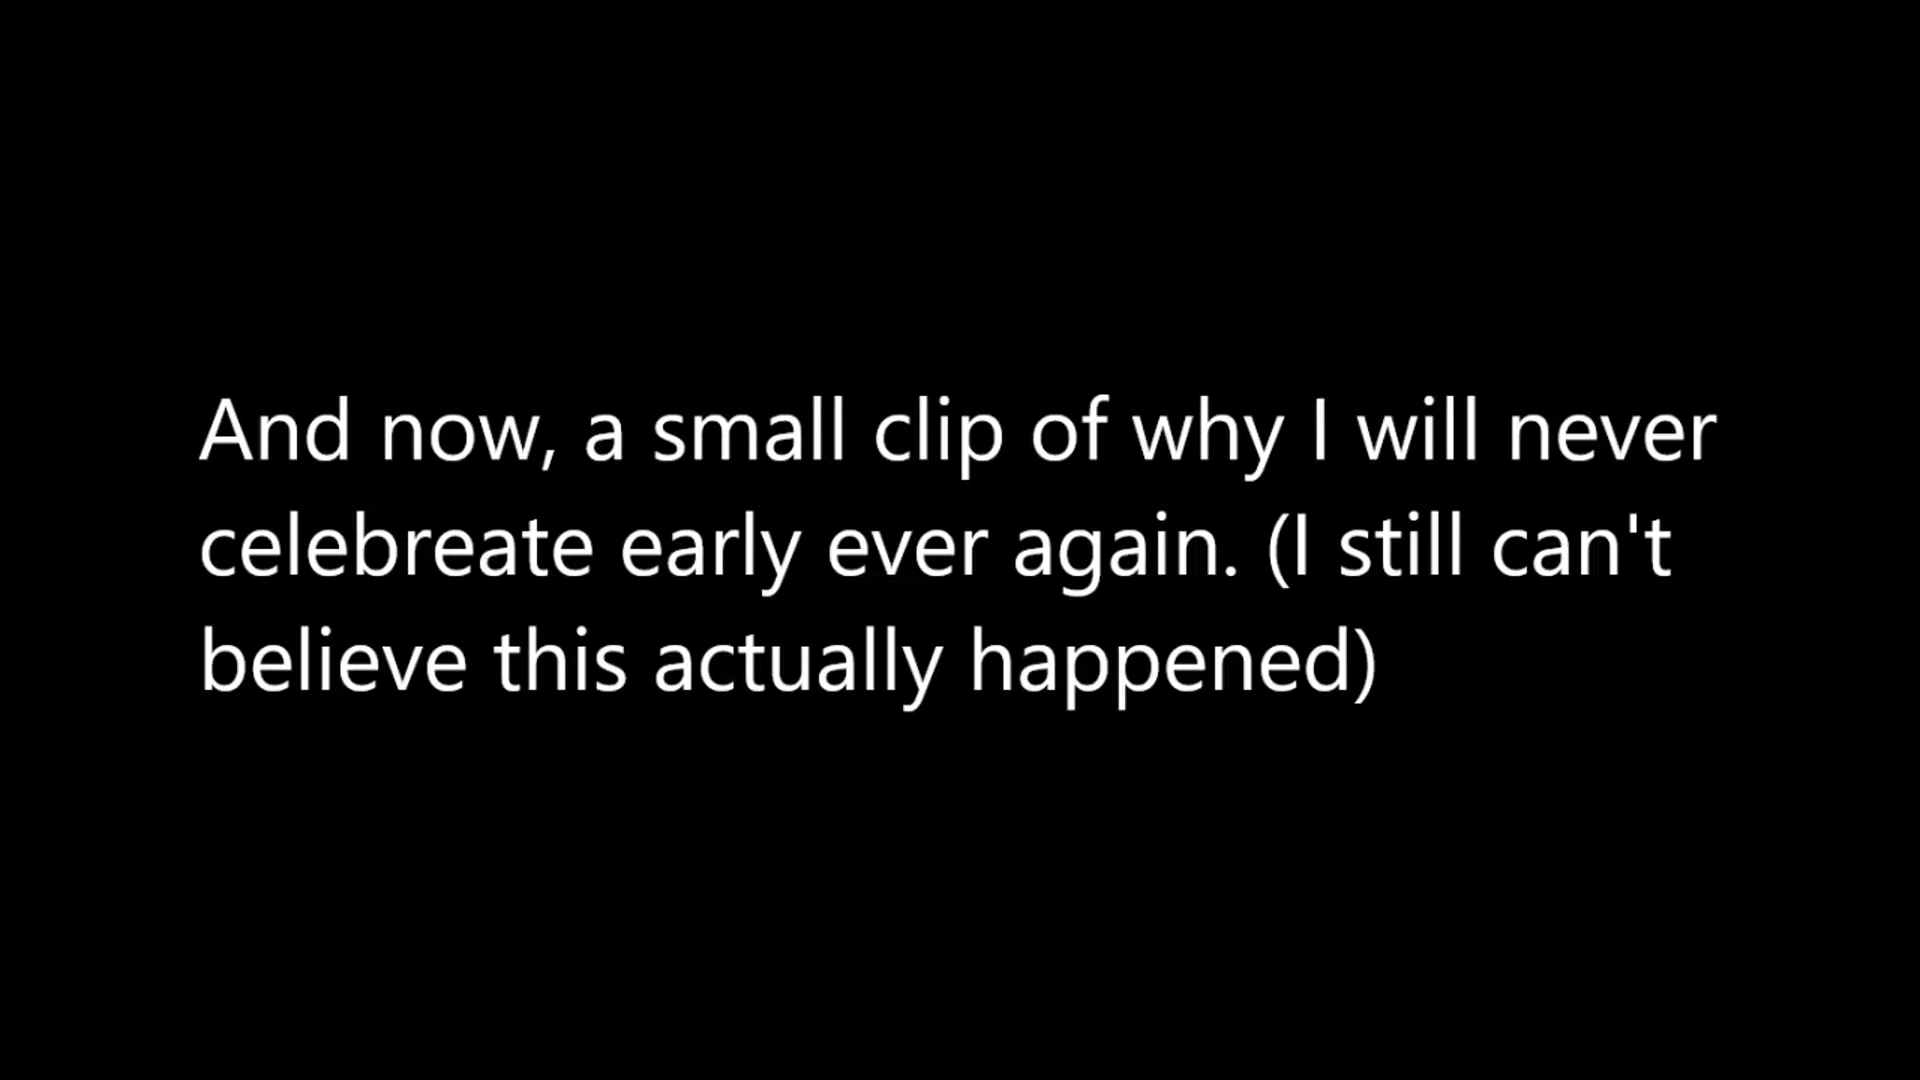 And now, a small clip of why I will never
celebreate early ever again. (I still can't
believe this actually happened)